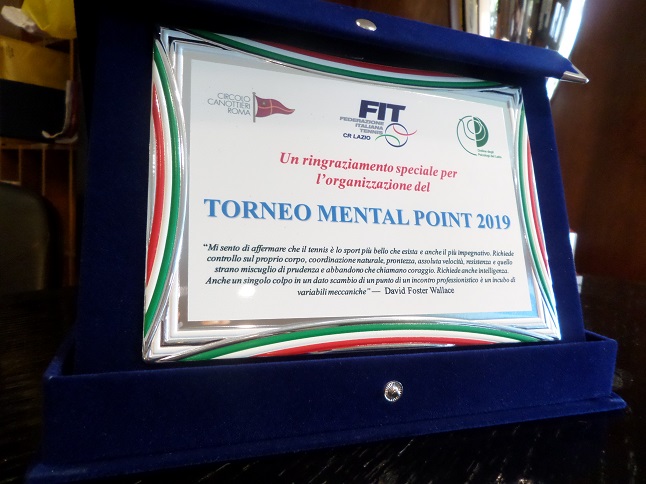 CIRCOLO
CANOTTIERI
ROMA
FIT
FEDERAZIONE
ITALIANA
TENNIS
CR LAZIO
Un ringraziamento speciale per
l'organizzazione del
TORNEO MENTAL POINT 2019
"Mi sento di affermare che il tennis è lo sport più bello che esista e anche il più impegnativo. Richiede
controllo sul proprio corpo, coordinazione naturale, prontezza, assoluta velocità, resistenza e quello
strano miscuglio di prudenza e abbandono che chiamano coraggio. Richiede anche intelligenza.
Anche un singolo colpo in un dato scambio di un punto di un incontro professionistico è un incubo di
variabili meccaniche" — David Foster Wallace